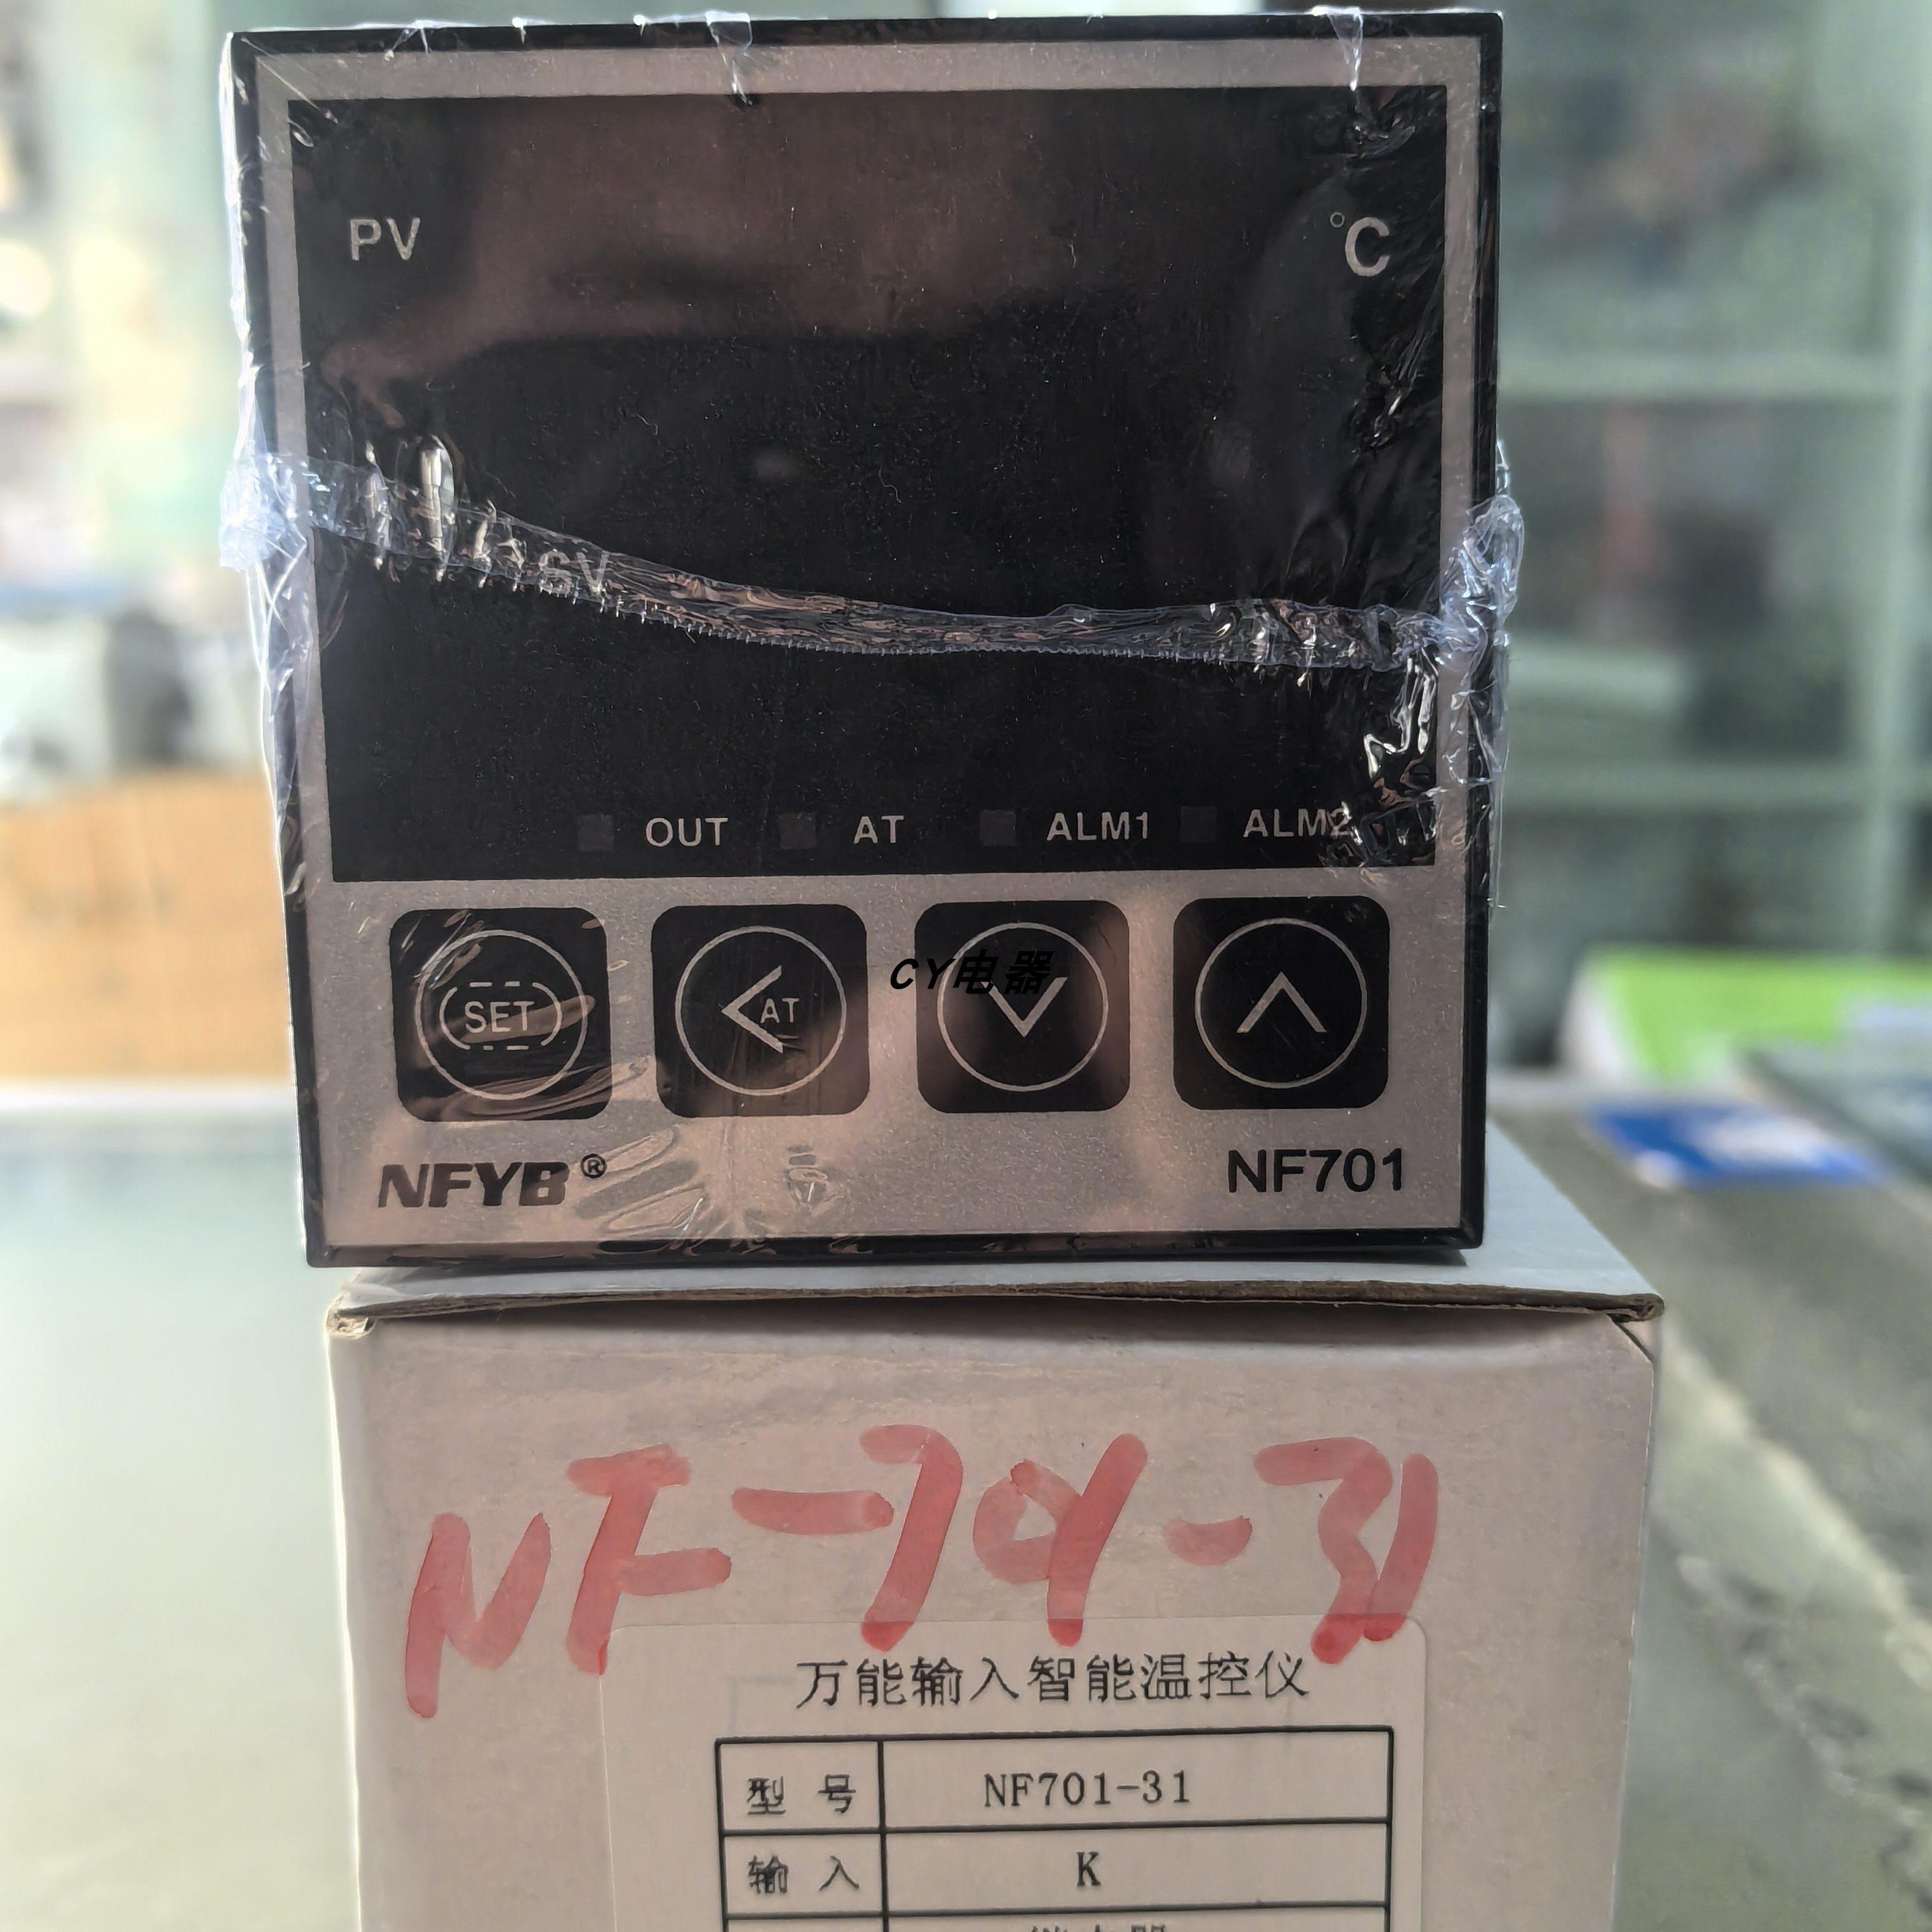 PV
°C
SV
OUT AT ALM1 ALM2
SET AT
CY电器
NFYB® NF701
NF-701-31
万能输入智能温控仪
型号 NF701-31
输入 K